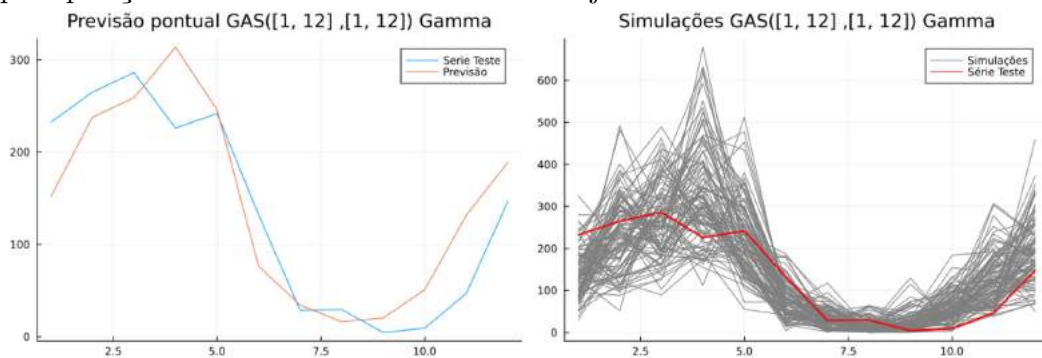 Previsão pontual GAS([1, 12] ,[1, 12]) Gamma
Serie Teste
Previsão
300
200
100
0
2.5 5.0 7.5 10.0
Simulações GAS([1, 12] ,[1, 12]) Gamma
Simulações
Série Teste
600
500
400
300
200
100
0
2.5 5.0 7.5 10.0